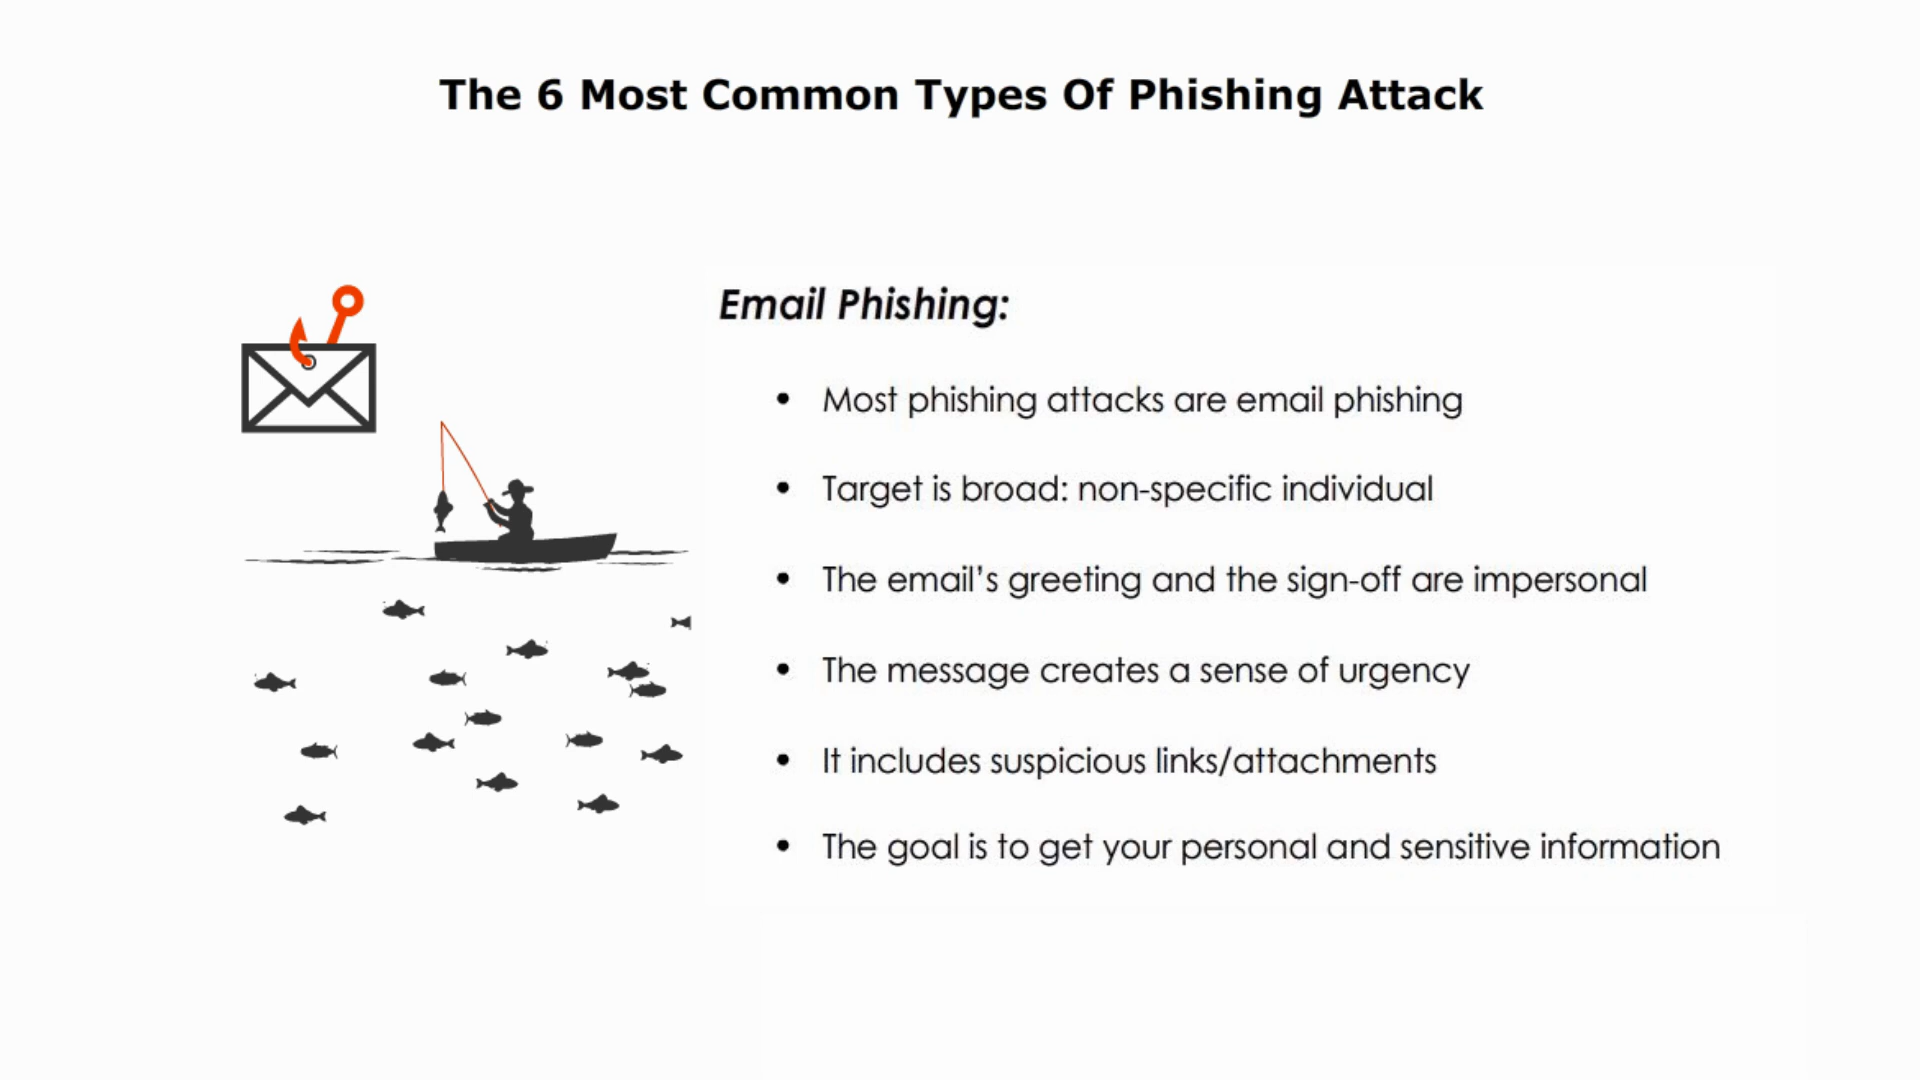 The 6 Most Common Types Of Phishing Attack
Email Phishing:
• Most phishing attacks are email phishing
• Target is broad: non-specific individual
• The email’s greeting and the sign-off are impersonal
• The message creates a sense of urgency
• It includes suspicious links/attachments
• The goal is to get your personal and sensitive information